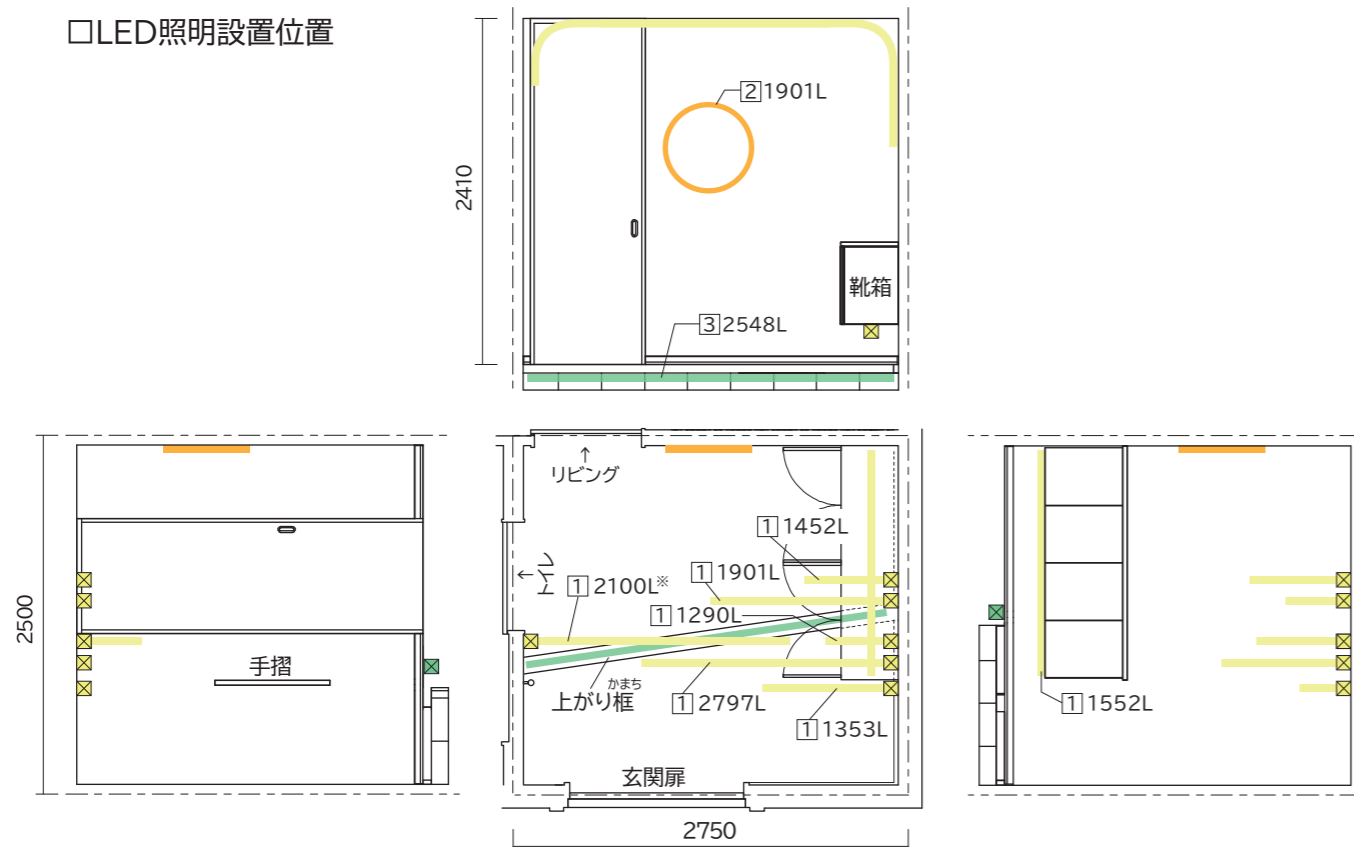 □LED照明設置位置
2 1901L
2410
靴箱
3 2548L
↑
リビング
1 1452L
←
トイレ
1 2100L※
1 1901L
1 1290L
2500
手摺
かまち
上がり框
1 2797L
1 1353L
1 1552L
玄関扉
2750